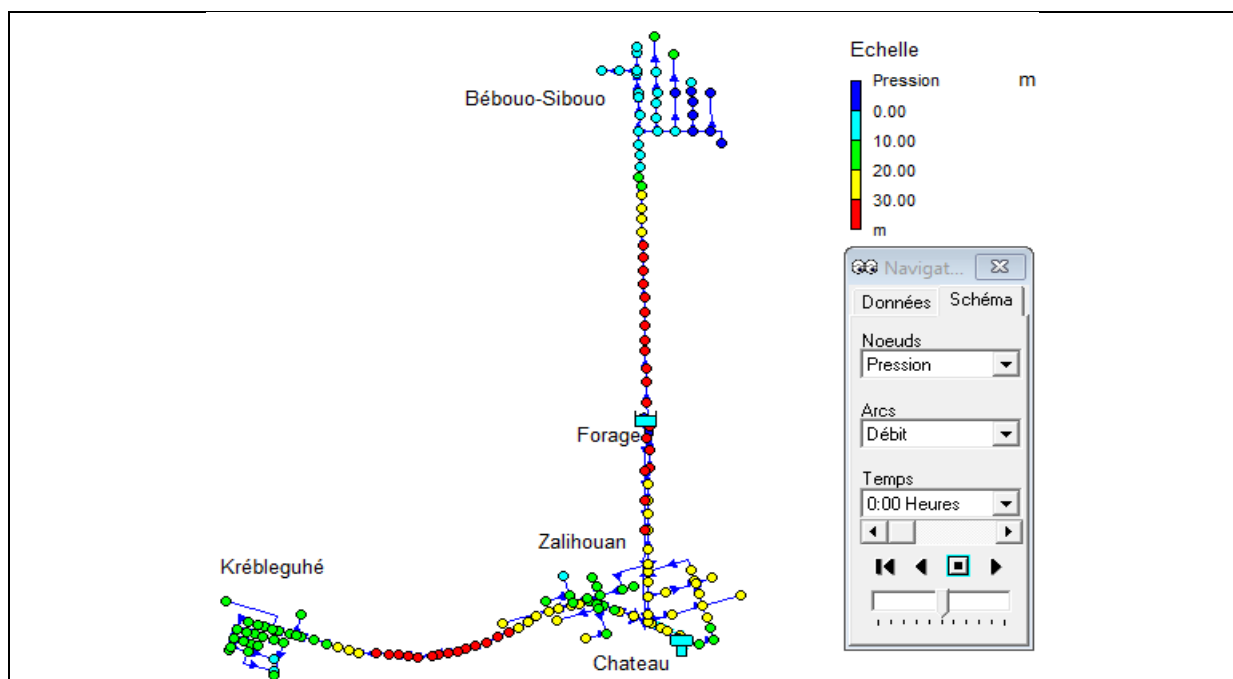 Echelle
Pression m
0.00
10.00
20.00
30.00
m
Bébouo-Sibouo
Forage
Zalihouan
Krébleguhé
Chateau
Navigat...
Données Schéma
Noeuds
Pression
Arcs
Débit
Temps
0:00 Heures